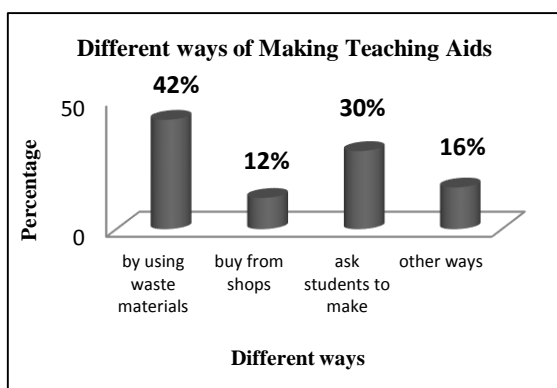 Different ways of Making Teaching Aids
42%
50
30%
16%
12%
Percentage
0
by using waste materials
buy from shops
ask students to make
other ways
Different ways